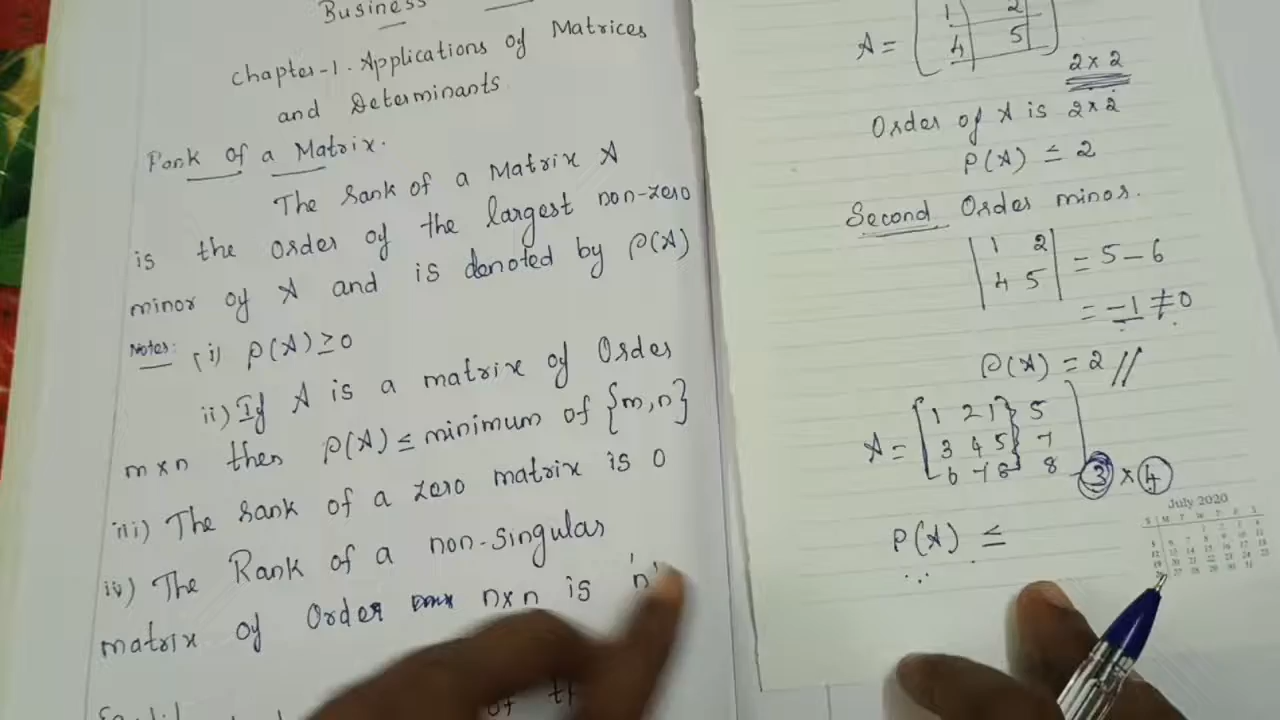 Business
Chapter-1. Applications of Matrices
and Determinants
Rank of a Matrix.
The rank of a Matrix A
is the order of the largest non-zero
minor of A and is denoted by ρ(A)
Notes: (i) ρ(A) ≥ 0
ii) If A is a matrix of Order
m×n then ρ(A) ≤ minimum of {m,n}
iii) The rank of a zero matrix is 0
iv) The Rank of a non-singular
matrix of Order n×n is 'n'
A = 1 2
4 5
2×2
Order of A is 2×2
ρ(A) ≤ 2
Second Order minor.
1 2
4 5 = 5 - 6
= -1 ≠ 0
ρ(A) = 2 //
1 2 1 5
A = 3 4 5 7
6 7 8 8
3 × 4
ρ(A) ≤
July 2020